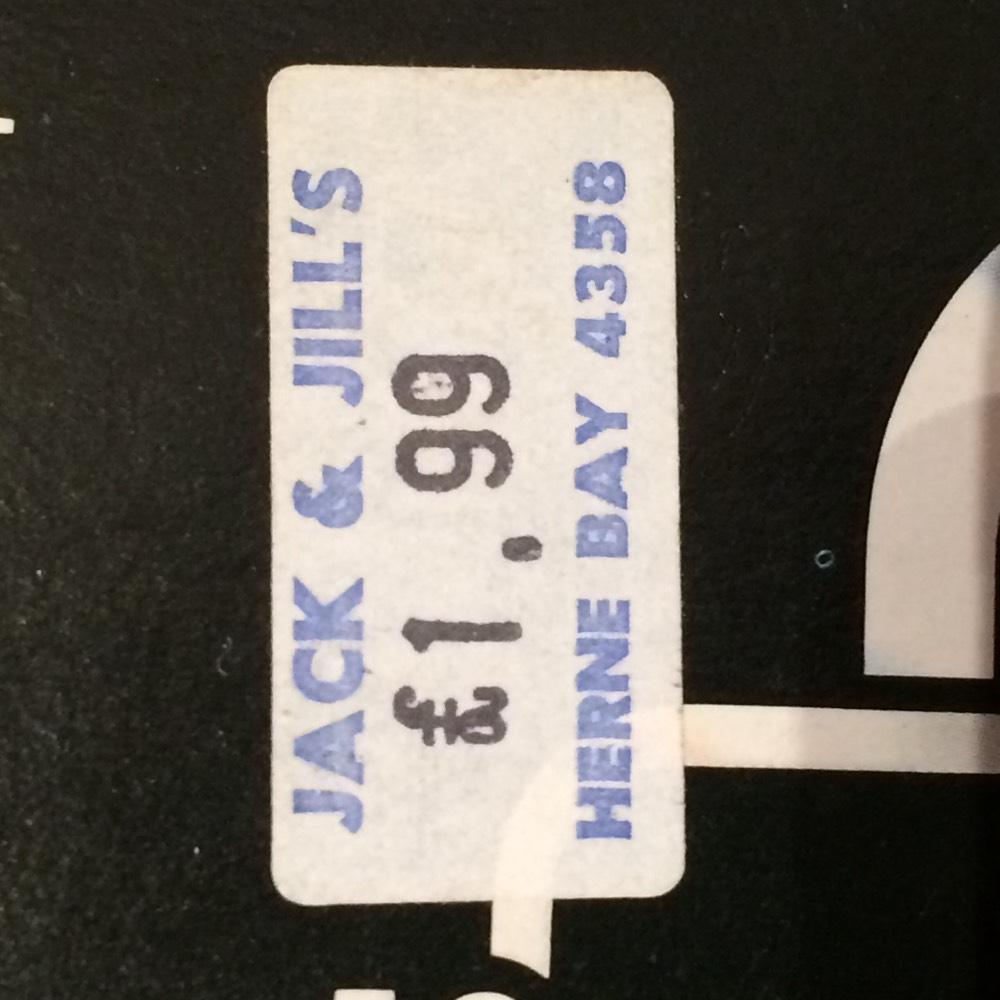 JACK & JILL'S
£1.99
HERNE BAY 4358